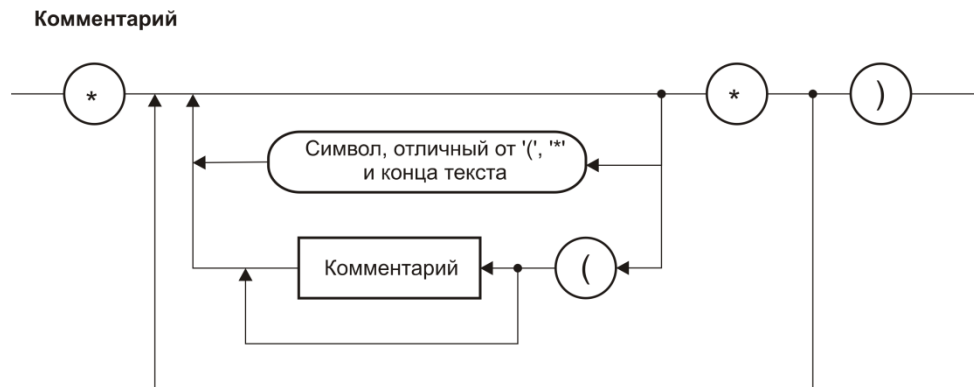 Комментарий
*
*
)
Символ, отличный от '(', '*'
и конца текста
Комментарий
(